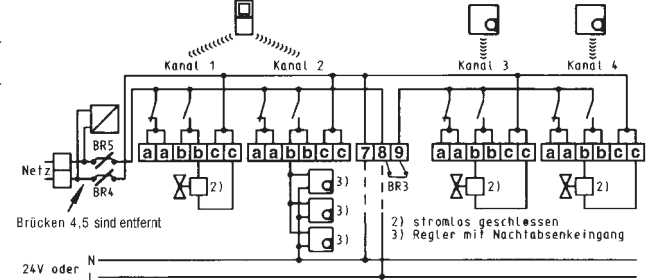 Kanal 1 Kanal 2 Kanal 3 Kanal 4
BR5
a a b b c c a a b b c c 7 8 9 a a b b c c a a b b c c
Netz
BR4 2) 3) BR3 2) 2)
Brücken 4,5 sind entfernt
3)
2) stromlos geschlossen
3) 3) Regler mit Nachtabsenkeingang
N
24V oder
L